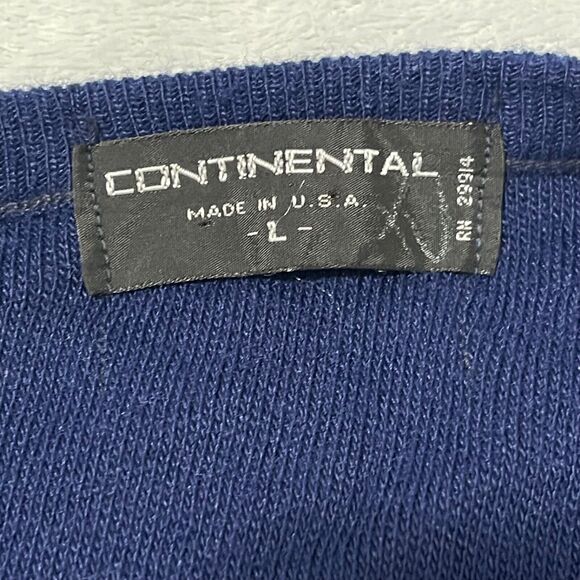 CONTINENTAL
MADE IN U.S.A.
- L -
RN 29914